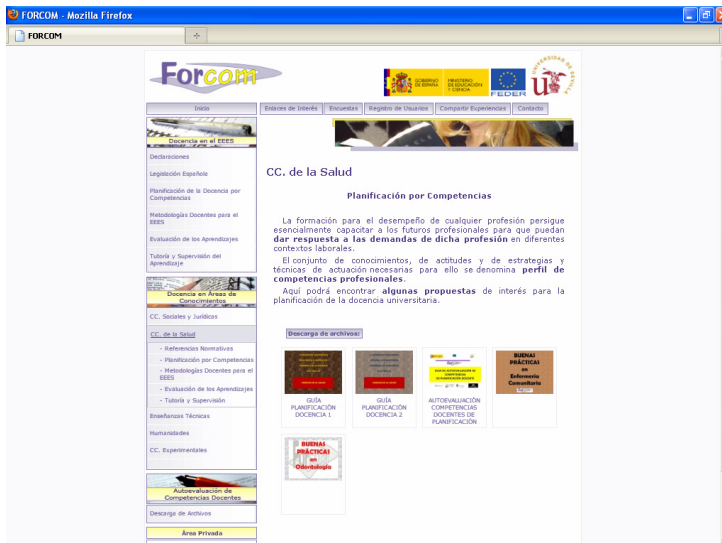 FORCOM - Mozilla Firefox
FORCOM
Forcom
GOBIERNO
DE ESPAÑA
MINISTERIO
DE EDUCACIÓN
Y CIENCIA
FEDER
UNIVERSIDAD DE SEVILLA
Inicio
Enlaces de Interés
Encuestas
Registro de Usuarios
Compartir Experiencias
Contacto
Docencia en el EEES
Declaraciones
Legislación Española
Planificación de la Docencia por
Competencias
Metodologías Docentes para el
EEES
Evaluación de los Aprendizajes
Tutoría y Supervisión del
Aprendizaje
Docencia en Áreas de
Conocimientos
CC. Sociales y Jurídicas
CC. de la Salud
- Referencias Normativas
- Planificación por Competencias
- Metodologías Docentes para el
EEES
- Evaluación de los Aprendizajes
- Tutoría y Supervisión
Enseñanzas Técnicas
Humanidades
CC. Experimentales
Autoevaluación de
Competencias Docentes
Descarga de Archivos
Área Privada
CC. de la Salud
Planificación por Competencias
La formación para el desempeño de cualquier profesión persigue
esencialmente capacitar a los futuros profesionales para que puedan
dar respuesta a las demandas de dicha profesión en diferentes
contextos laborales.
El conjunto de conocimientos, de actitudes y de estrategias y
técnicas de actuación necesarias para ello se denomina perfil de
competencias profesionales.
Aquí podrá encontrar algunas propuestas de interés para la
planificación de la docencia universitaria.
Descarga de archivos:
GUÍA
PLANIFICACIÓN
DOCENCIA 1
GUÍA
PLANIFICACIÓN
DOCENCIA 2
AUTOEVALUACIÓN
COMPETENCIAS
DOCENTES DE
PLANIFICACIÓN
BUENAS
PRÁCTICAS
en
Enfermería
Comunitaria
BUENAS
PRÁCTICAS
en
Odontología